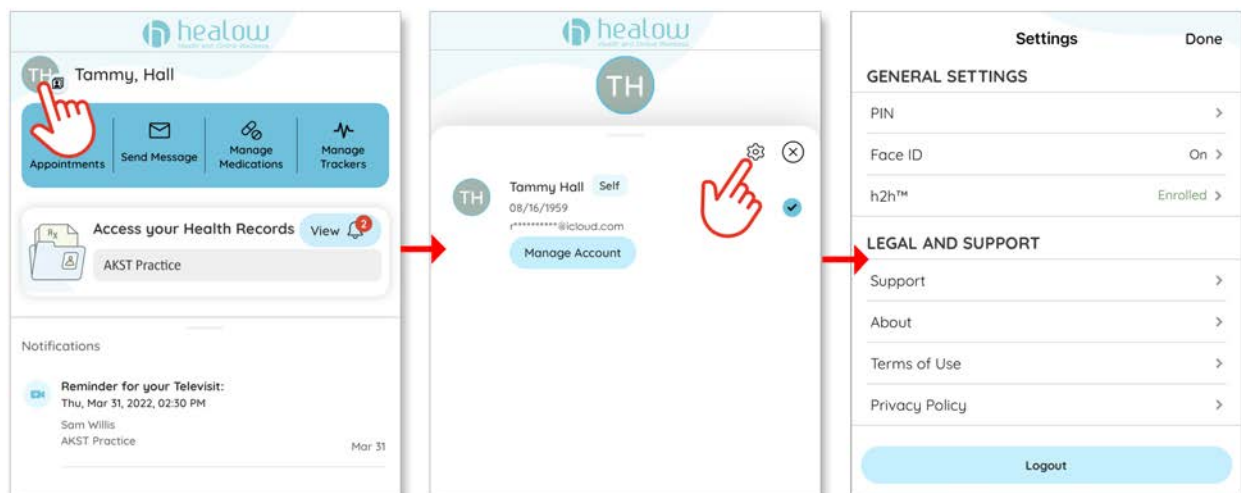 healow
Health and Online Wellness
TH
Tammy, Hall
Appointments
Send Message
Manage
Medications
Manage
Trackers
Rx
Access your Health Records
View
2
AKST Practice
Notifications
Reminder for your Televisit:
Thu, Mar 31, 2022, 02:30 PM
Sam Willis
AKST Practice
Mar 31
healow
Health and Online Wellness
TH
TH
Tammy Hall
Self
08/16/1959
r**********@icloud.com
Manage Account
Settings
Done
GENERAL SETTINGS
PIN
Face ID
On
h2h™
Enrolled
LEGAL AND SUPPORT
Support
About
Terms of Use
Privacy Policy
Logout